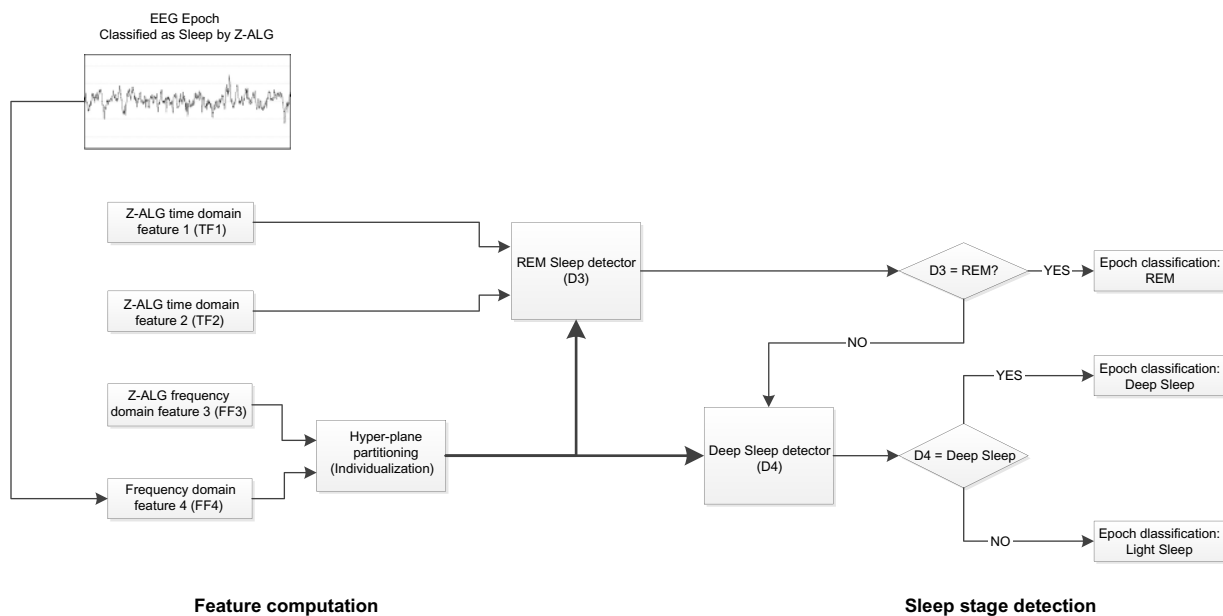 EEG Epoch
Classified as Sleep by Z-ALG
Z-ALG time domain
feature 1 (TF1)
Z-ALG time domain
feature 2 (TF2)
Z-ALG frequency
domain feature 3 (FF3)
Frequency domain
feature 4 (FF4)
Hyper-plane
partitioning
(Individualization)
REM Sleep detector
(D3)
Deep Sleep detector
(D4)
D3 = REM?
YES
Epoch classification:
REM
NO
D4 = Deep Sleep
YES
Epoch classification:
Deep Sleep
NO
Epoch dlassification:
Light Sleep
Feature computation
Sleep stage detection